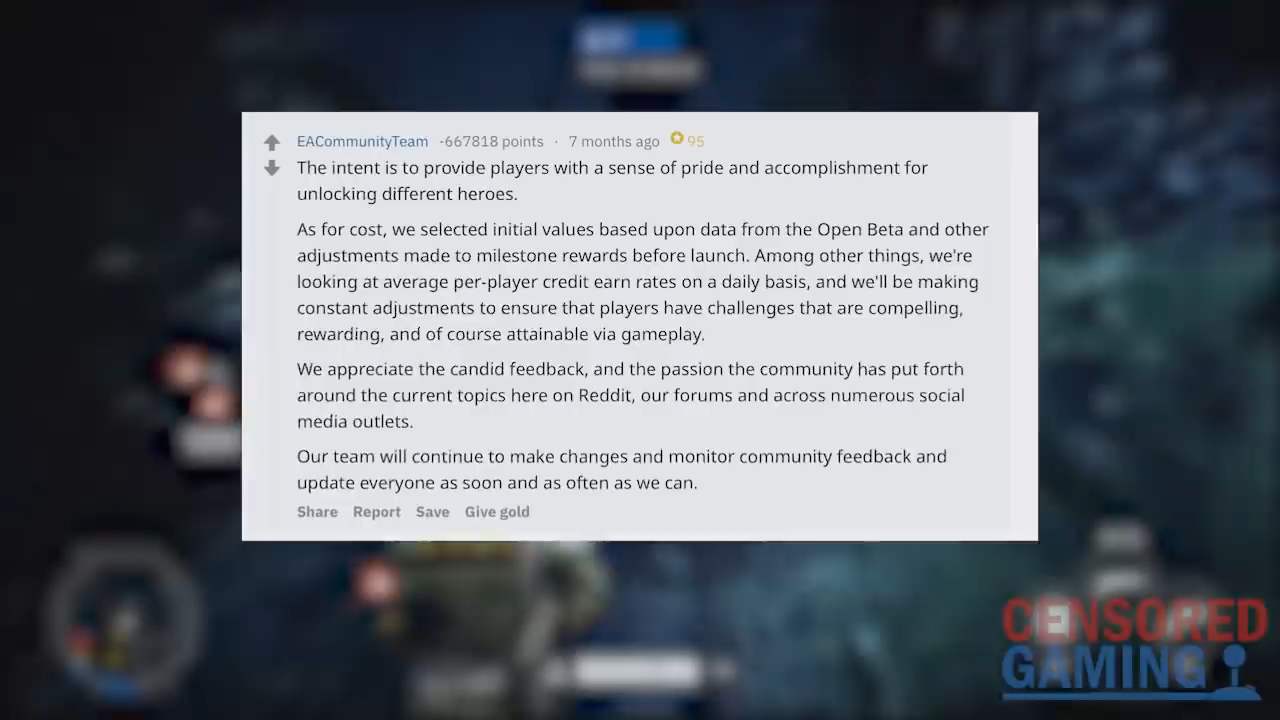 EACommunityTeam -667818 points · 7 months ago 95
The intent is to provide players with a sense of pride and accomplishment for
unlocking different heroes.
As for cost, we selected initial values based upon data from the Open Beta and other
adjustments made to milestone rewards before launch. Among other things, we're
looking at average per-player credit earn rates on a daily basis, and we'll be making
constant adjustments to ensure that players have challenges that are compelling,
rewarding, and of course attainable via gameplay.
We appreciate the candid feedback, and the passion the community has put forth
around the current topics here on Reddit, our forums and across numerous social
media outlets.
Our team will continue to make changes and monitor community feedback and
update everyone as soon and as often as we can.
Share Report Save Give gold
CENSORED
GAMING